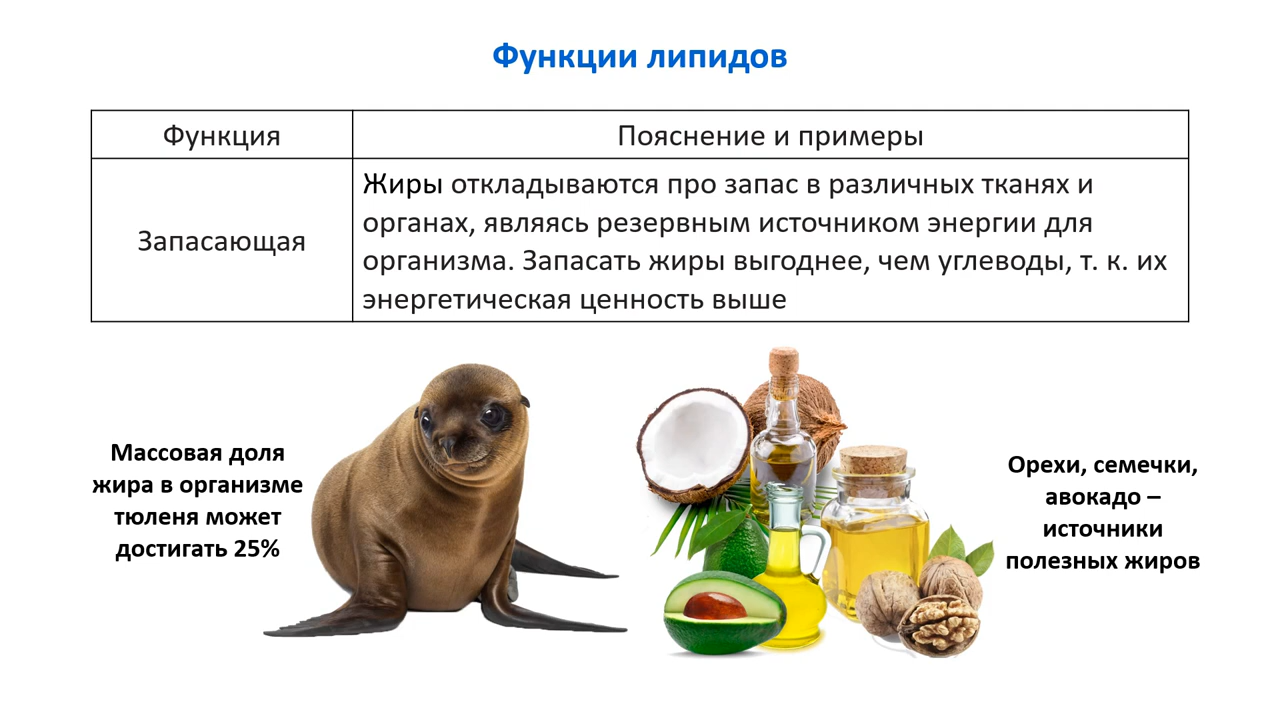 Функции липидов
Функция
Пояснение и примеры
Запасающая
Жиры откладываются про запас в различных тканях и
органах, являясь резервным источником энергии для
организма. Запасать жиры выгоднее, чем углеводы, т. к. их
энергетическая ценность выше
Массовая доля
жира в организме
тюленя может
достигать 25%
Орехи, семечки,
авокадо –
источники
полезных жиров